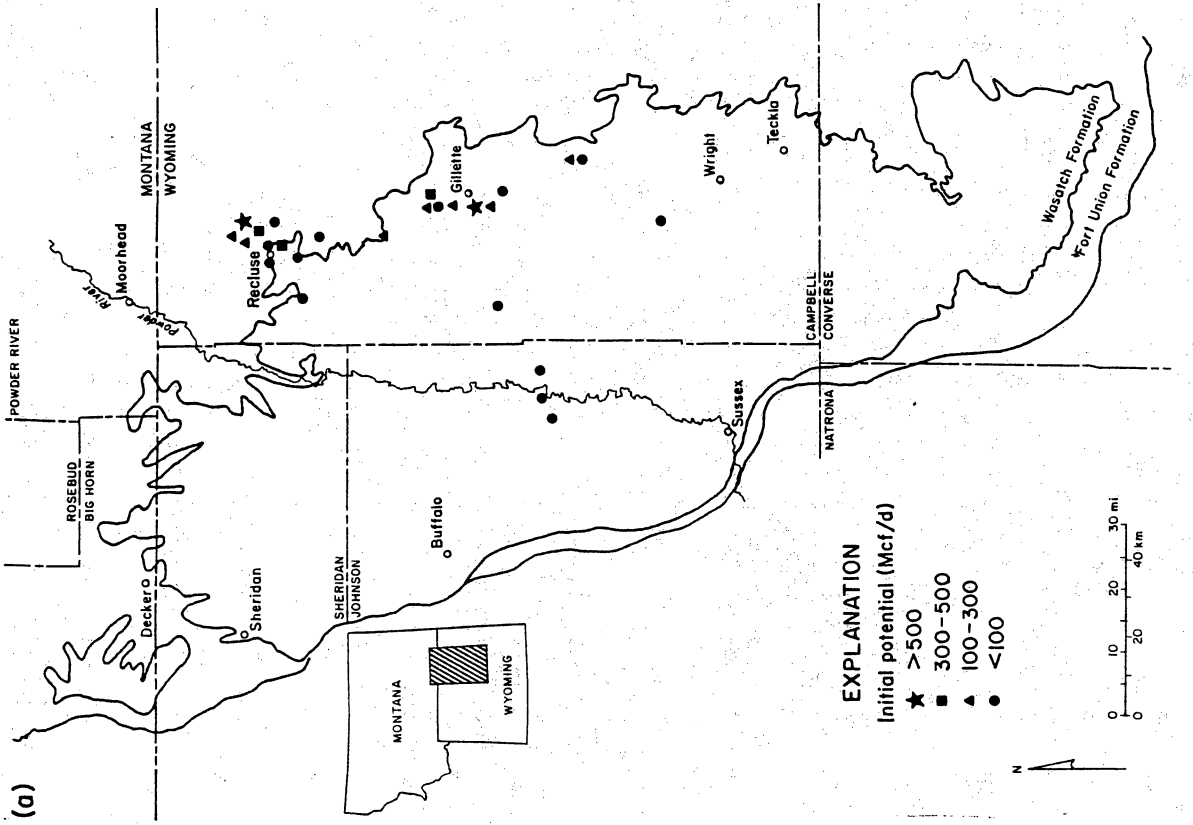 (a)
POWDER RIVER
ROSEBUD
BIG HORN
Moorhead
Powder River
MONTANA
WYOMING
Decker
Sheridan
Recluse
SHERIDAN
JOHNSON
Buffalo
Gillette
Wright
Teckla
Sussex
CAMPBELL
CONVERSE
NATRONA
Wasatch Formation
Fort Union Formation
MONTANA
WYOMING
EXPLANATION
Initial potential (Mcf/d)
>500
300-500
100-300
<100
N
0 10 20 30 mi
0 20 40 km